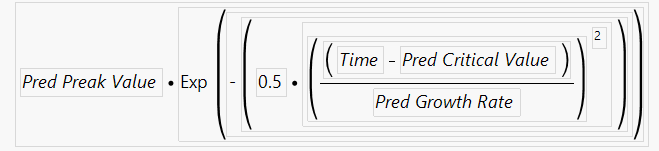 Pred Preak Value • Exp ( - ( 0.5 • ( ( Time - Pred Critical Value ) / Pred Growth Rate ) 2 ) )